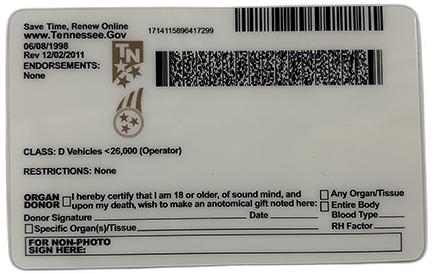 Save Time, Renew Online
www.Tennessee.Gov
1714115896417299
06/08/1998
Rev 12/02/2011
ENDORSEMENTS:
None
TN
CLASS: D Vehicles <26,000 (Operator)
RESTRICTIONS: None
ORGAN DONOR I hereby certify that I am 18 or older, of sound mind, and
upon my death, wish to make an anatomical gift noted here:
Any Organ/Tissue
Entire Body
Donor Signature Date Blood Type
Specific Organ(s)/Tissue RH Factor
FOR NON-PHOTO
SIGN HERE: